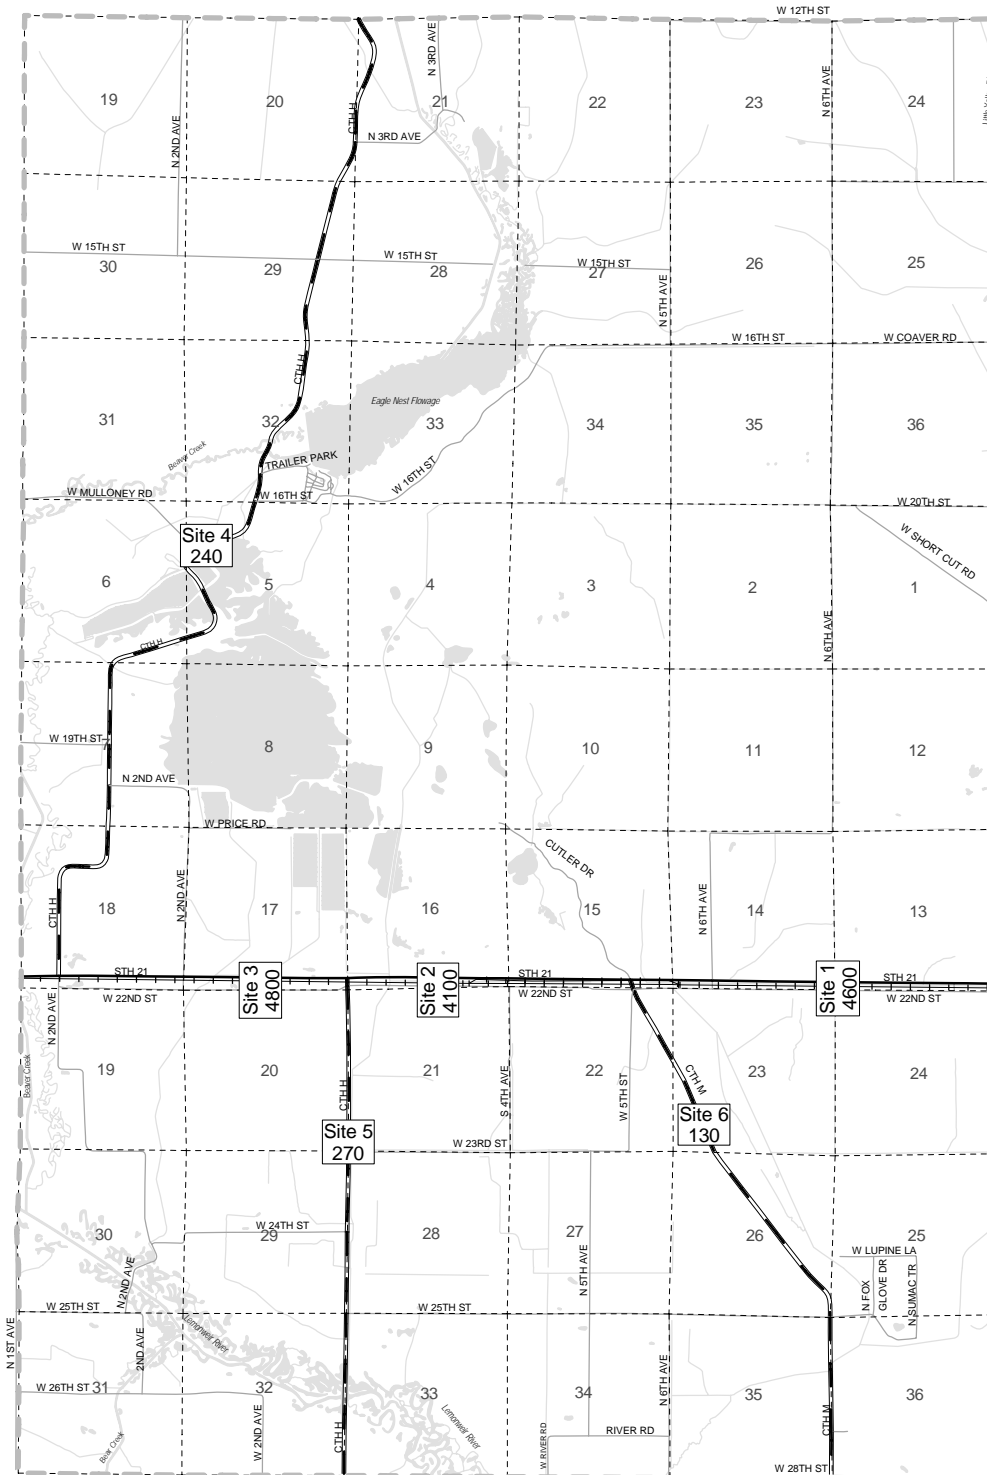 W 12TH ST
N 3RD AVE
19
20
21
22
23
24
CTH H
N 6TH AVE
N 2ND AVE
N 3RD AVE
W 15TH ST
W 15TH ST
W 15TH ST
30
29
28
27
26
25
N 5TH AVE
W 16TH ST
W COAVER RD
CTH H
Eagle Nest Flowage
31
32
33
34
35
36
Beaver Creek
TRAILER PARK
W 16TH ST
W MULLONEY RD
W 16TH ST
W 20TH ST
Site 4
240
W SHORT CUT RD
6
5
4
3
2
1
CTH H
N 6TH AVE
W 19TH ST
7
8
9
10
11
12
N 2ND AVE
W PRICE RD
CUTLER DR
CTH H
18
N 2ND AVE
17
16
15
N 6TH AVE
14
13
STH 21
Site 3
4800
Site 2
4100
STH 21
Site 1
4600
STH 21
W 22ND ST
W 22ND ST
W 22ND ST
N 2ND AVE
Beaver Creek
19
20
21
22
23
24
CTH H
S 4TH AVE
W 5TH ST
CTH M
Site 5
270
Site 6
130
W 23RD ST
30
29
28
27
26
25
W 24TH ST
N 2ND AVE
N 5TH AVE
W LUPINE LA
N FOX
GLOVE DR
N SUMAC TR
W 25TH ST
W 25TH ST
N 1ST AVE
2ND AVE
Lemonweir River
W 26TH ST
31
32
33
34
35
36
N 6TH AVE
Bear Creek
W 2ND AVE
CTH H
Lemonweir River
W RIVER RD
RIVER RD
CTH M
W 28TH ST